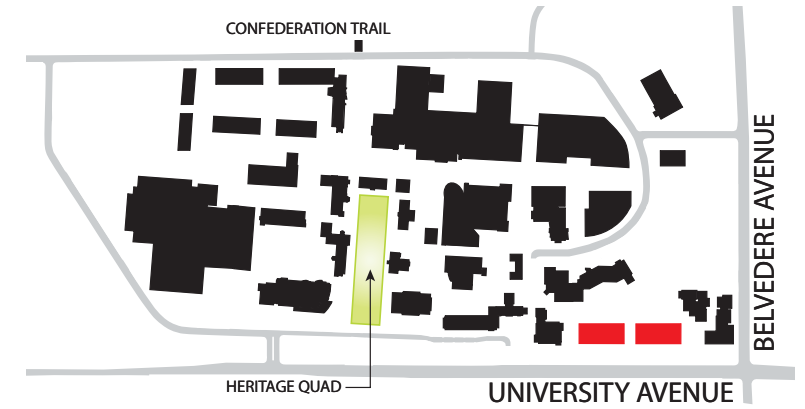 CONFEDERATION TRAIL
BELVEDERE AVENUE
HERITAGE QUAD
UNIVERSITY AVENUE